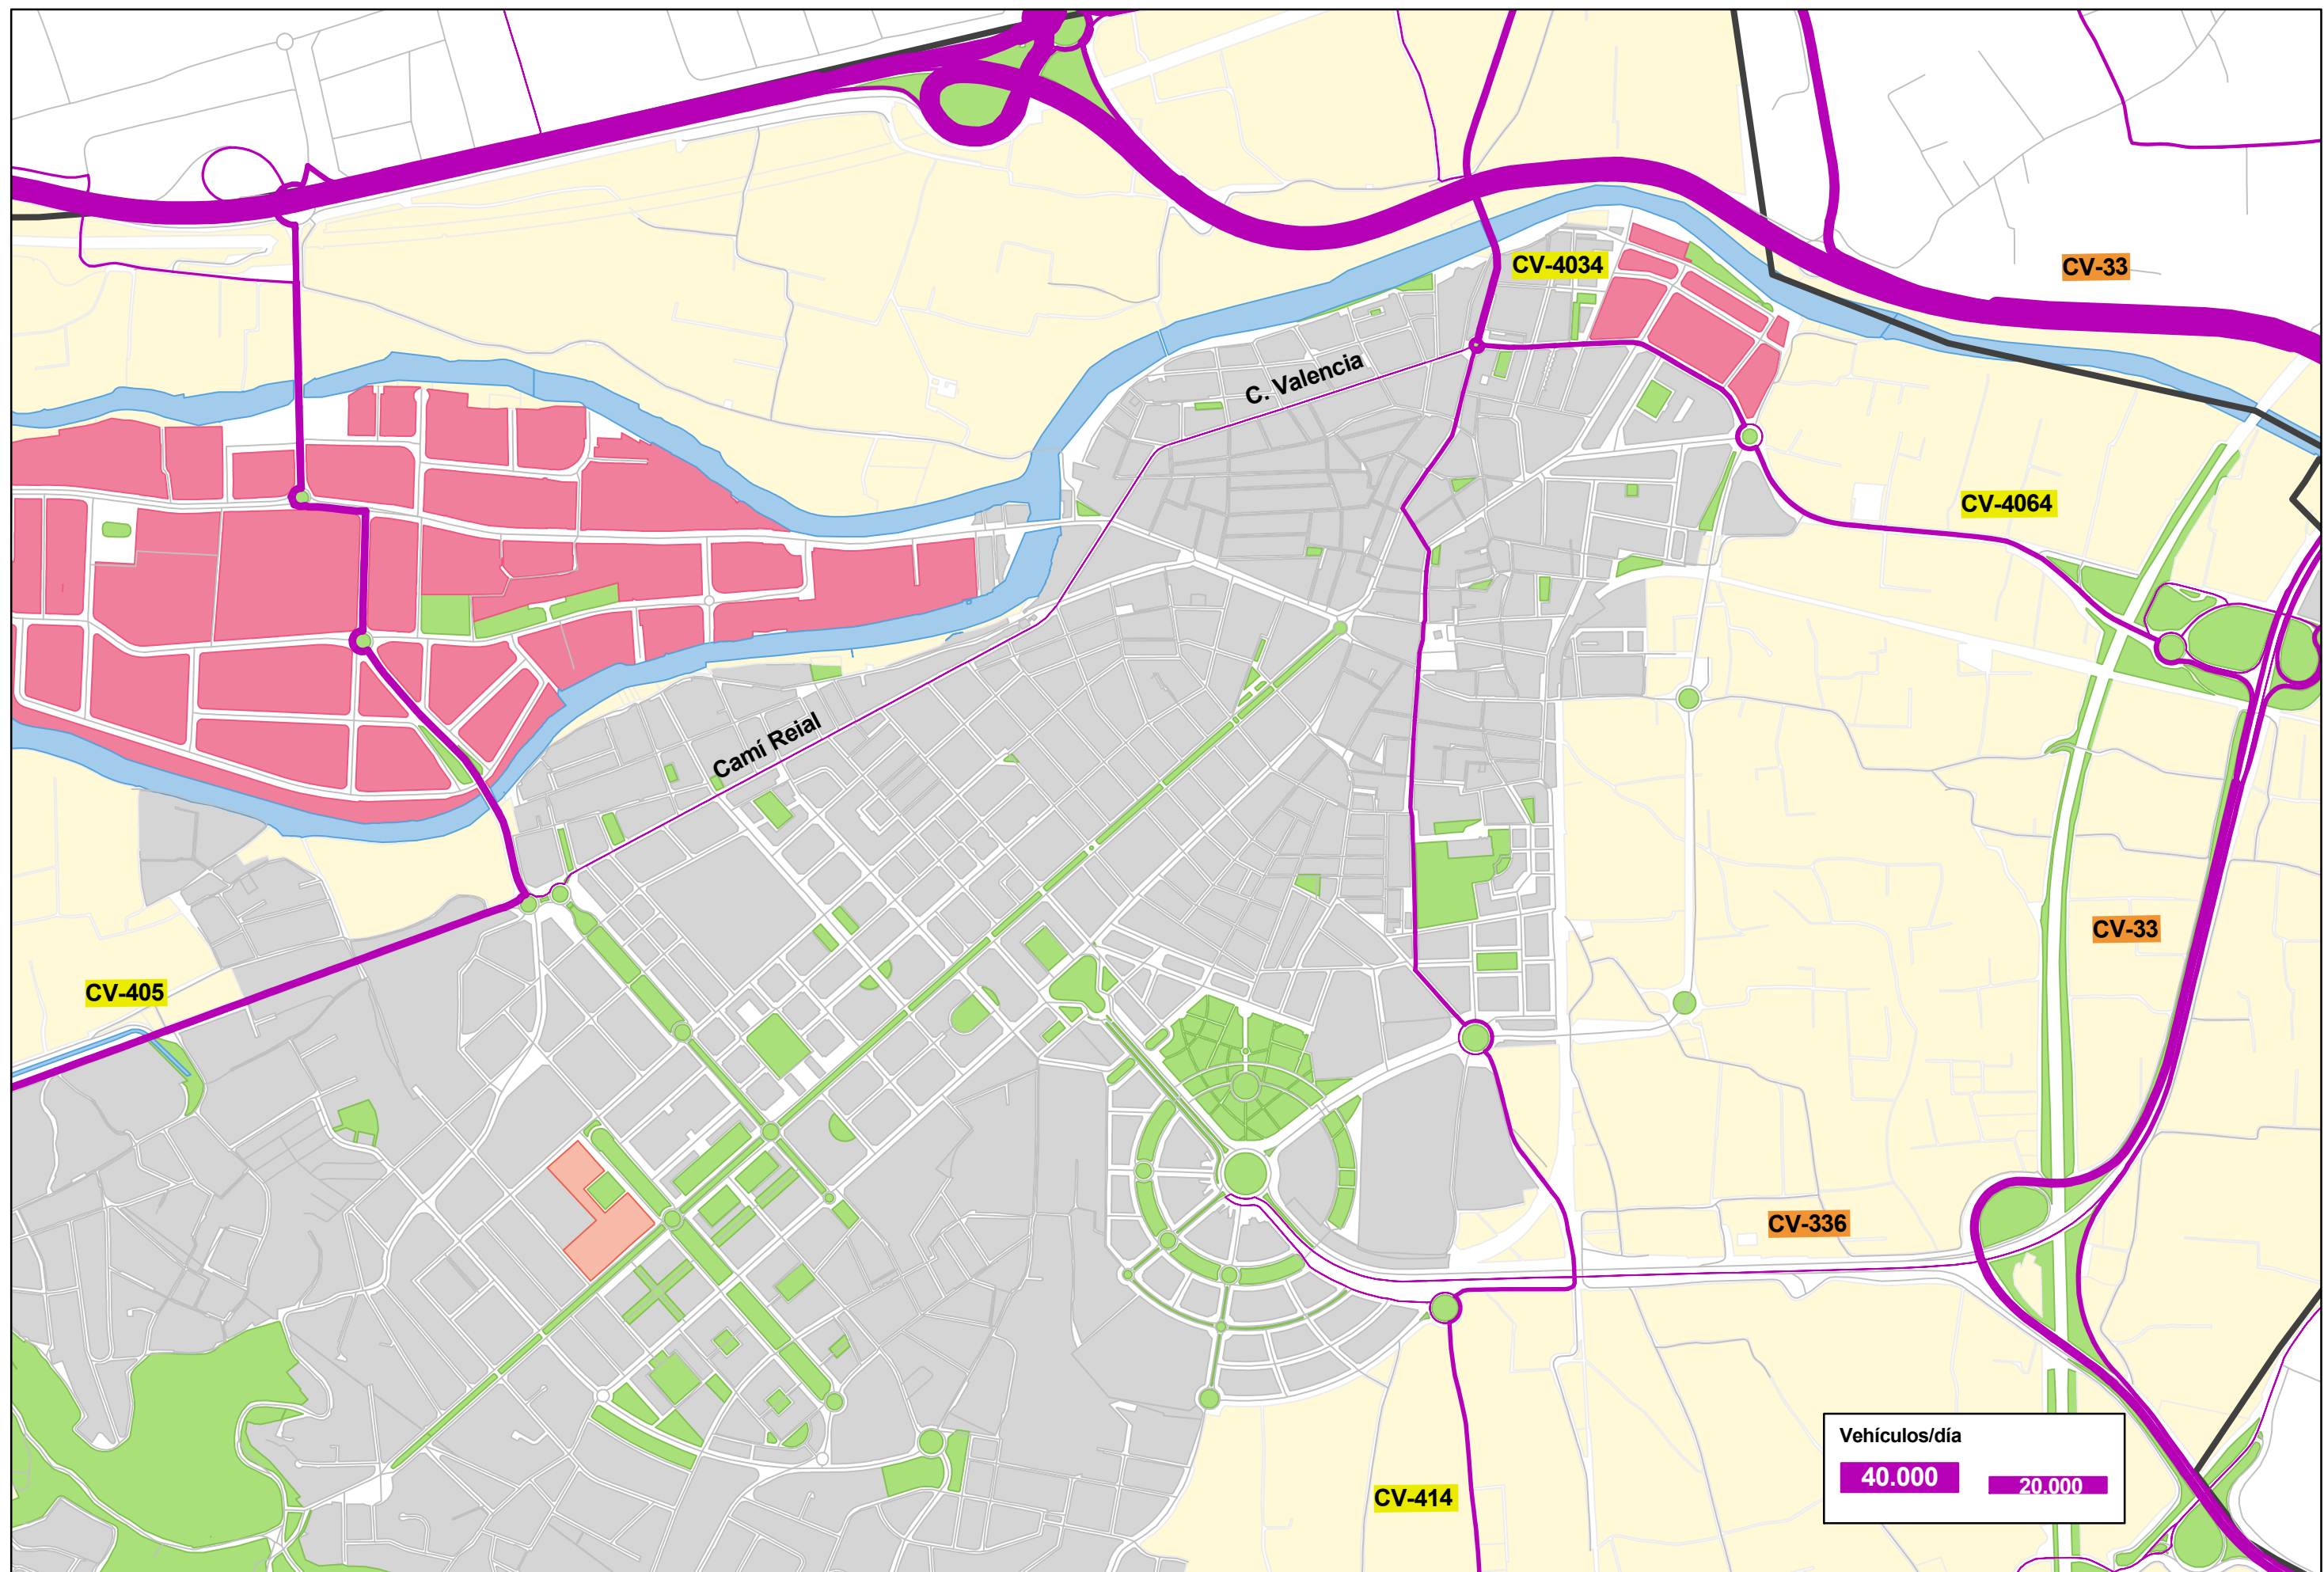 CV-4034
CV-33
C. Valencia
CV-4064
Camí Reial
CV-33
CV-405
CV-336
Vehículos/día
40.000
20.000
CV-414